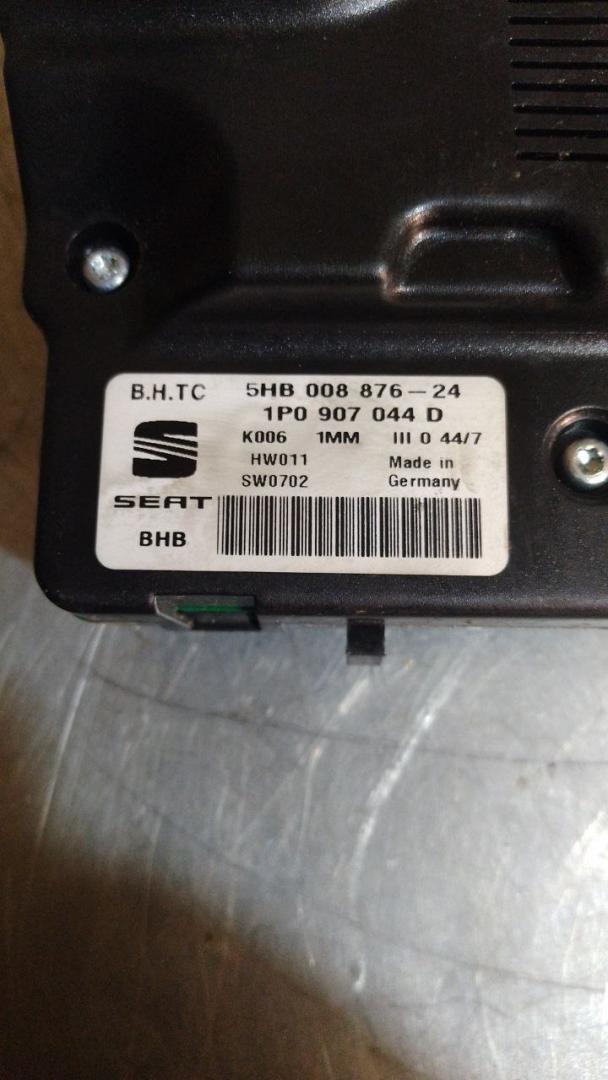 B.H.TC 5HB 008 876-24
1P0 907 044 D
K006 1MM III 0 44/7
HW011 Made in
SW0702 Germany
SEAT
BHB